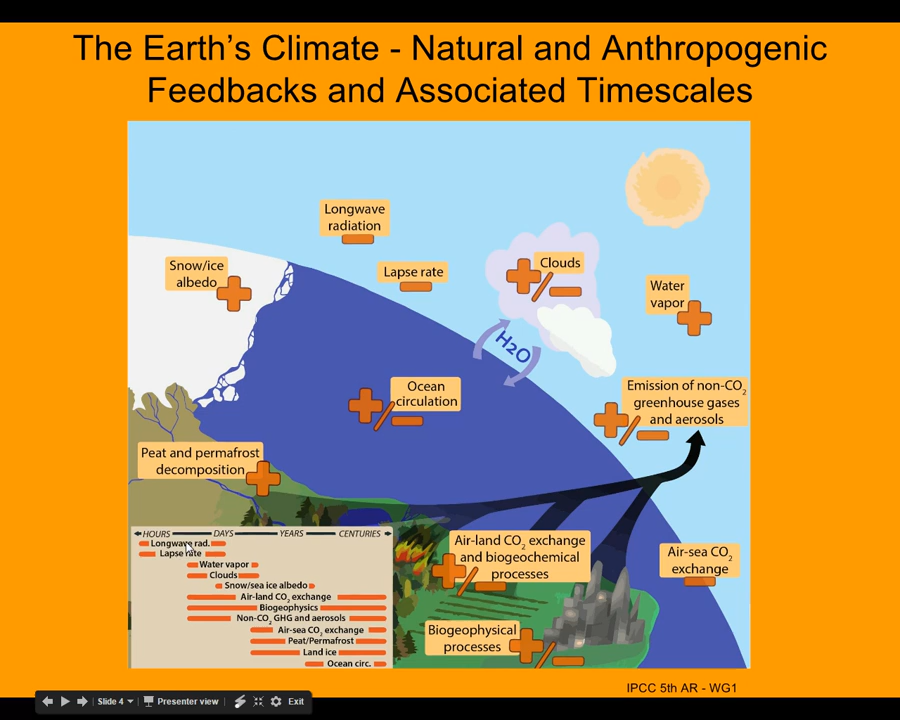 The Earth's Climate - Natural and Anthropogenic
Feedbacks and Associated Timescales
Longwave
radiation
Snow/ice
albedo
Lapse rate
Clouds
Water
vapor
H2O
Ocean
circulation
Emission of non-CO2
greenhouse gases
and aerosols
Peat and permafrost
decomposition
Air-land CO2 exchange
and biogeochemical
processes
Air-sea CO2
exchange
Biogeophysical
processes
HOURS DAYS YEARS CENTURIES
Longwave rad.
Lapse rate
Water vapor
Clouds
Snow/sea ice albedo
Air-land CO2 exchange
Biogeophysics
Non-CO2 GHG and aerosols
Air-sea CO2 exchange
Peat/Permafrost
Land ice
Ocean circ.
IPCC 5th AR - WG1
Slide 4 Presenter view Exit